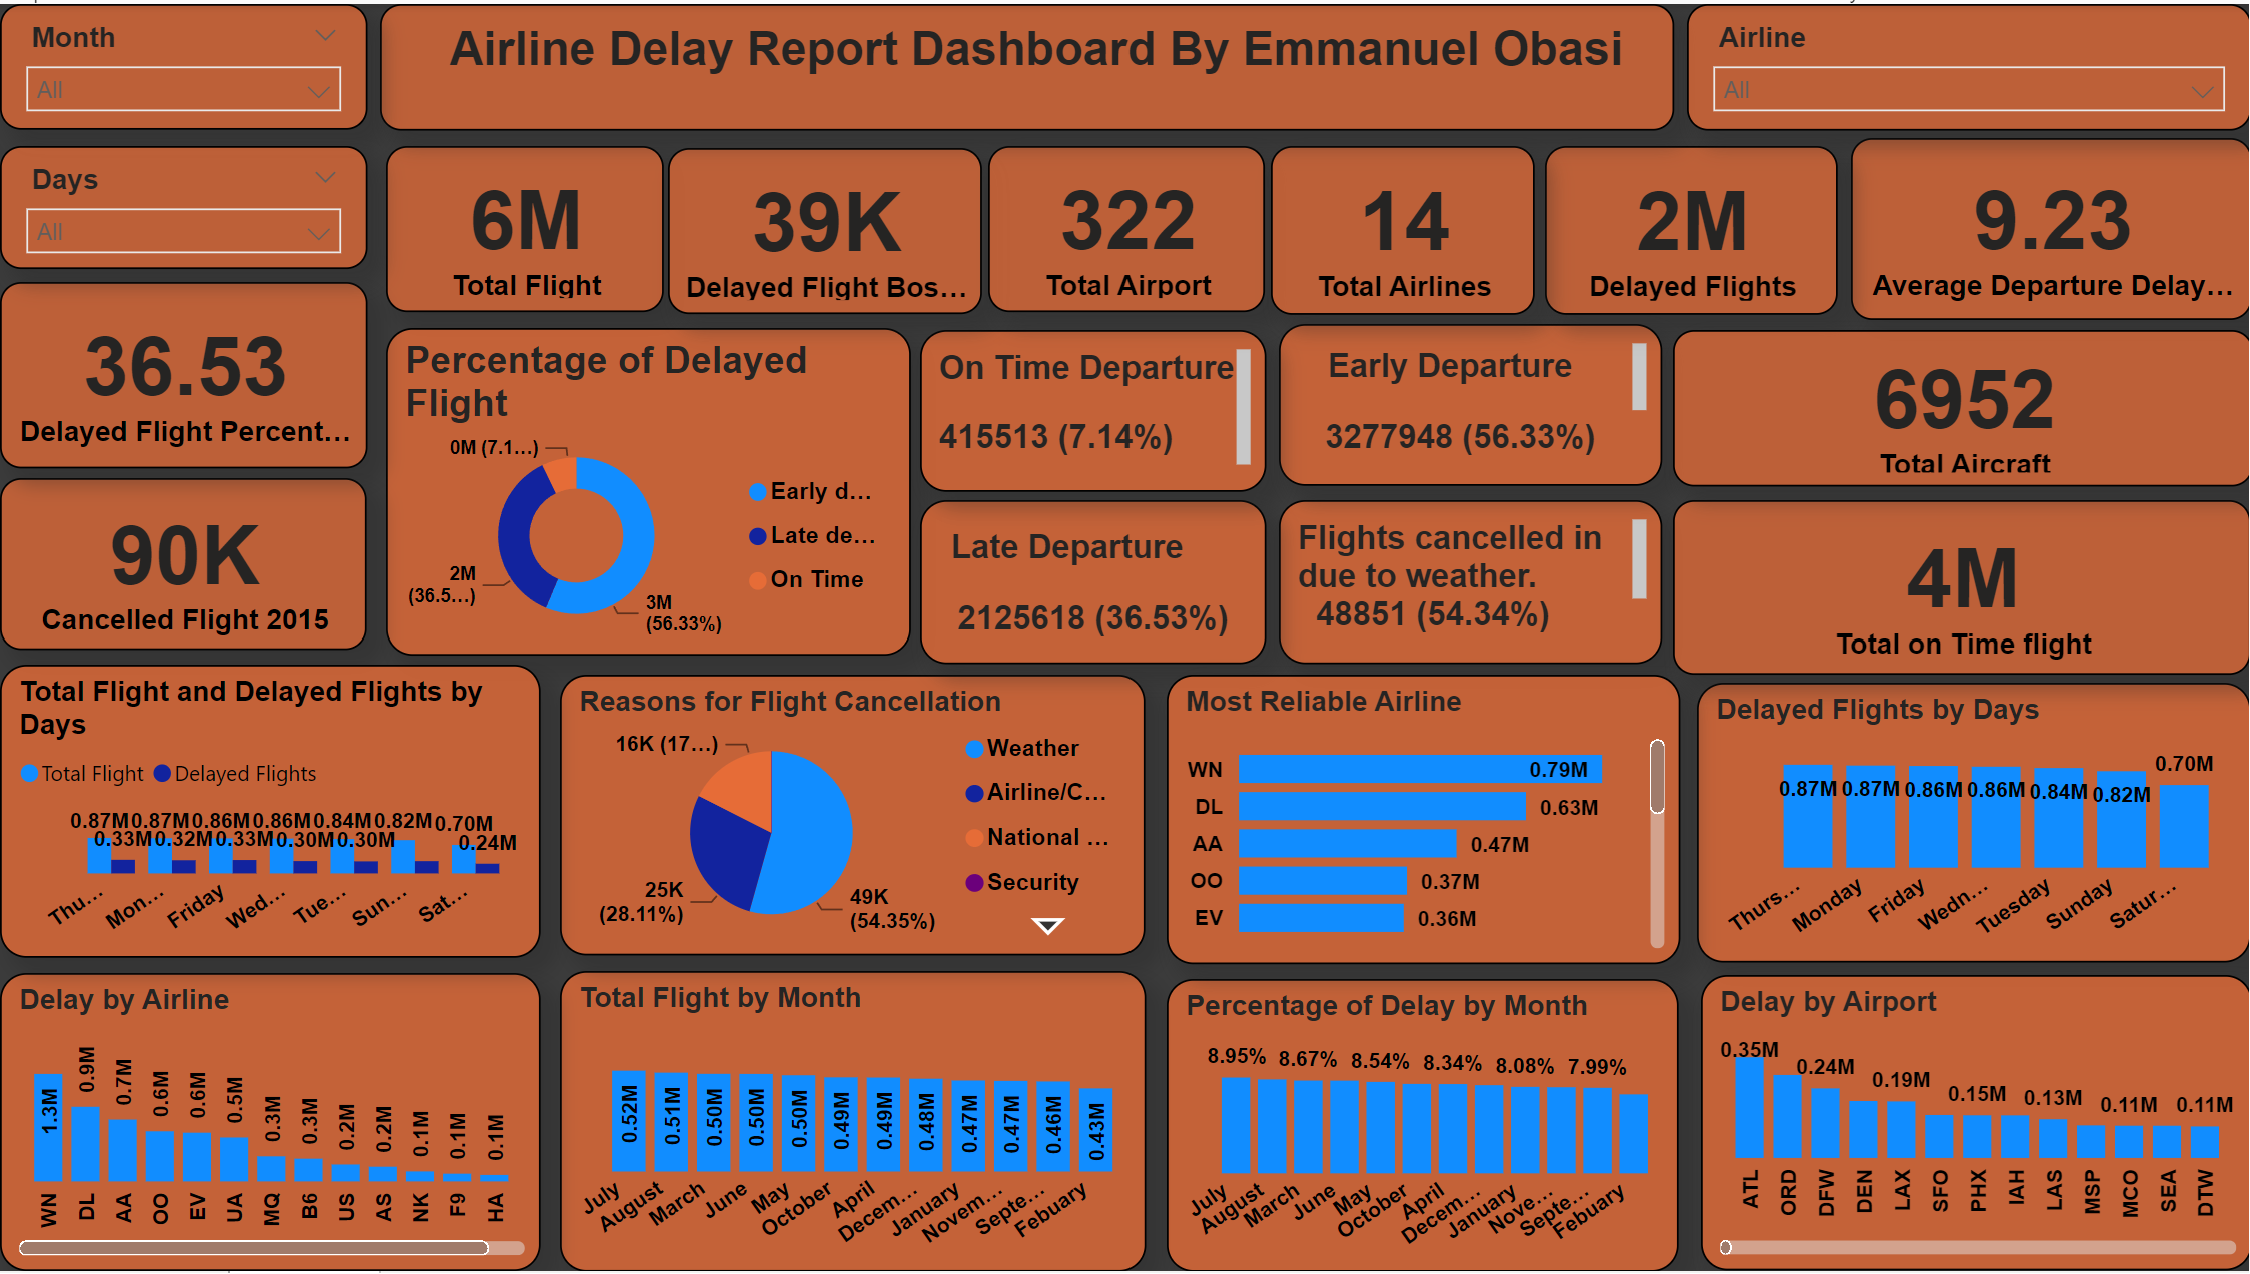 Month
All
Airline Delay Report Dashboard By Emmanuel Obasi
Airline
All
Days
All
6M
Total Flight
39K
Delayed Flight Bos...
322
Total Airport
14
Total Airlines
2M
Delayed Flights
9.23
Average Departure Delay...
36.53
Delayed Flight Percent...
Percentage of Delayed
Flight
0M (7.1...)
2M
(36.5...)
3M
(56.33%)
Early d...
Late de...
On Time
On Time Departure
415513 (7.14%)
Early Departure
3277948 (56.33%)
6952
Total Aircraft
90K
Cancelled Flight 2015
Late Departure
2125618 (36.53%)
Flights cancelled in
due to weather.
48851 (54.34%)
4M
Total on Time flight
Total Flight and Delayed Flights by
Days
Total Flight Delayed Flights
0.87M 0.87M 0.86M 0.86M 0.84M 0.82M 0.70M
0.33M 0.32M 0.33M 0.30M 0.30M 0.24M
Thu... Mon... Friday Wed... Tue... Sun... Sat...
Reasons for Flight Cancellation
16K (17...)
25K
(28.11%)
49K
(54.35%)
Weather
Airline/C...
National ...
Security
Most Reliable Airline
WN 0.79M
DL 0.63M
AA 0.47M
OO 0.37M
EV 0.36M
Delayed Flights by Days
0.87M 0.87M 0.86M 0.86M 0.84M 0.82M 0.70M
Thurs... Monday Friday Wedn... Tuesday Sunday Satur...
Delay by Airline
1.3M 0.9M 0.7M 0.6M 0.6M 0.5M 0.3M 0.3M 0.2M 0.2M 0.1M 0.1M 0.1M
WN DL AA OO EV UA MQ B6 US AS NK F9 HA
Total Flight by Month
0.52M 0.51M 0.50M 0.50M 0.50M 0.49M 0.49M 0.48M 0.47M 0.47M 0.46M 0.43M
July August March June May October April Decem... January Novem... Septe... Febuary
Percentage of Delay by Month
8.95% 8.67% 8.54% 8.34% 8.08% 7.99%
July August March June May October April Decem... January Nove... Septe... Febuary
Delay by Airport
0.35M 0.24M 0.19M 0.15M 0.13M 0.11M 0.11M
ATL ORD DFW DEN LAX SFO PHX IAH LAS MSP MCO SEA DTW